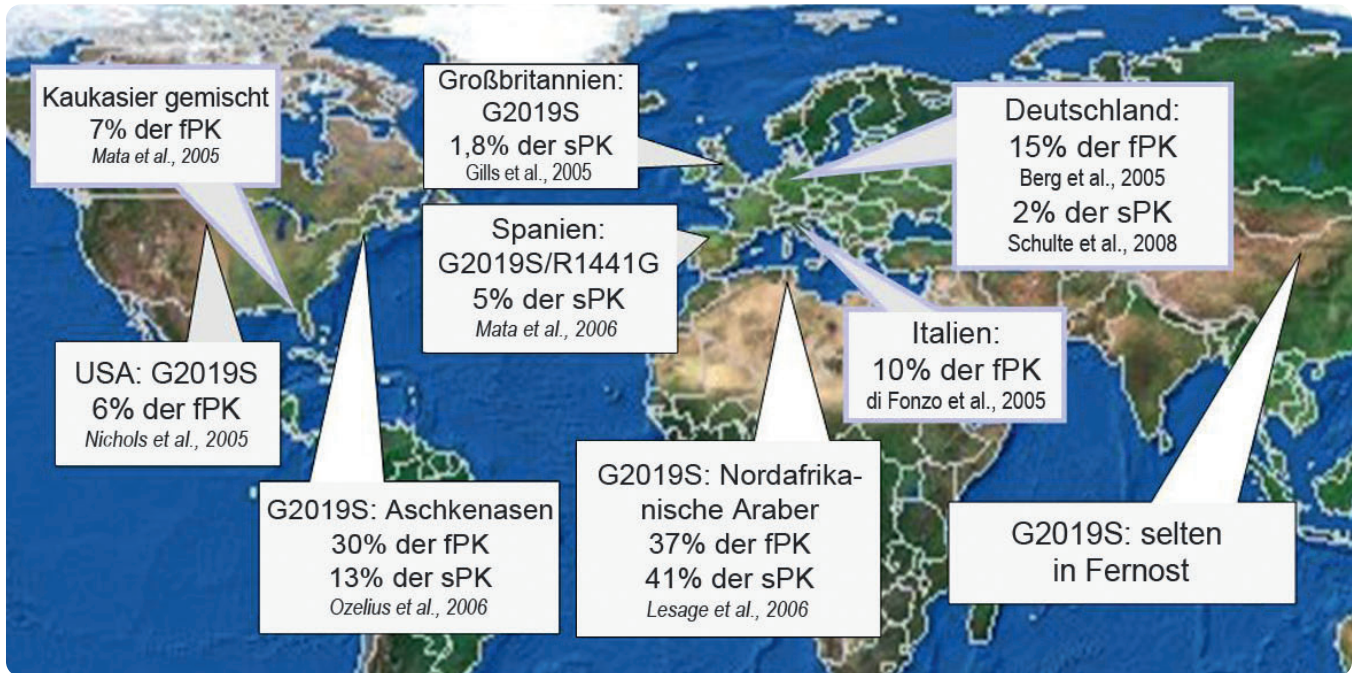 Kaukasier gemischt
7% der fPK
Mata et al., 2005
Großbritannien:
G2019S
1,8% der sPK
Gills et al., 2005
Deutschland:
15% der fPK
Berg et al., 2005
2% der sPK
Schulte et al., 2008
Spanien:
G2019S/R1441G
5% der sPK
Mata et al., 2006
Italien:
10% der fPK
di Fonzo et al., 2005
USA: G2019S
6% der fPK
Nichols et al., 2005
G2019S: Aschkenasen
30% der fPK
13% der sPK
Ozelius et al., 2006
G2019S: Nordafrika-
nische Araber
37% der fPK
41% der sPK
Lesage et al., 2006
G2019S: selten
in Fernost